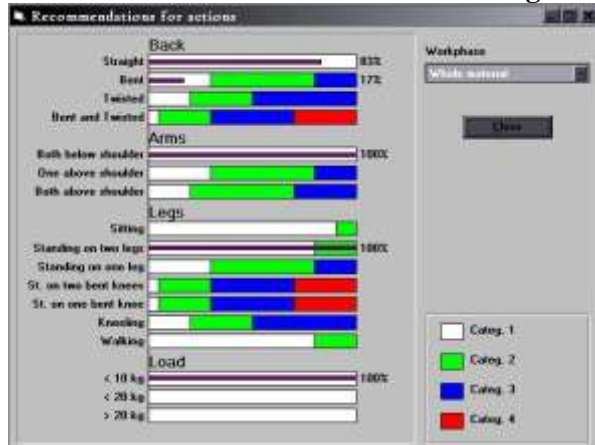 Recommendations for actions
Back
Straight 83%
Bent 17%
Twisted
Bent and Twisted
Arms
Both below shoulder 100%
One above shoulder
Both above shoulder
Legs
Sitting
Standing on two legs 100%
Standing on one leg
St. on two bent knees
St. on one bent knee
Kneeling
Walking
Load
< 10 kg 100%
< 20 kg
> 20 kg
Workphase
Whole material
Close
Categ. 1
Categ. 2
Categ. 3
Categ. 4